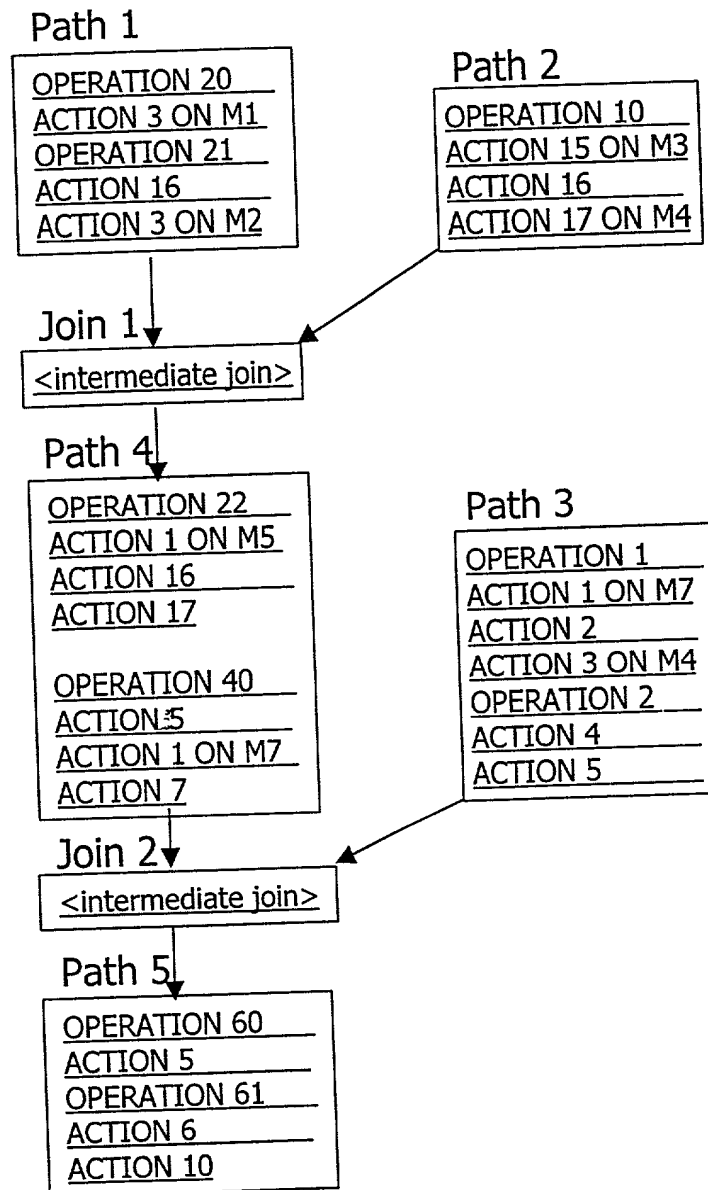 Path 1
OPERATION 20
ACTION 3 ON M1
OPERATION 21
ACTION 16
ACTION 3 ON M2
Path 2
OPERATION 10
ACTION 15 ON M3
ACTION 16
ACTION 17 ON M4
Join 1
<intermediate join>
Path 4
OPERATION 22
ACTION 1 ON M5
ACTION 16
ACTION 17
OPERATION 40
ACTION 5
ACTION 1 ON M7
ACTION 7
Path 3
OPERATION 1
ACTION 1 ON M7
ACTION 2
ACTION 3 ON M4
OPERATION 2
ACTION 4
ACTION 5
Join 2
<intermediate join>
Path 5
OPERATION 60
ACTION 5
OPERATION 61
ACTION 6
ACTION 10